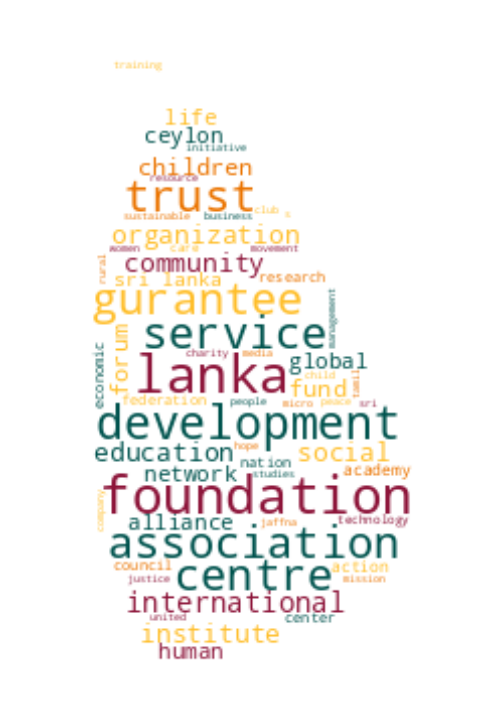 training
life
ceylon
initiative
children
resource
trust
sustainable business club s
organization
women care movement
community
rural sri lanka research
gurantee
management
service
forum
economic
charity media
global
lanka
child
tamil
fund
federation people micro peace sri
development
education hope social
nation
network studies academy
foundation
company
alliance jaffna technology
association
council centre action
justice mission
international
united center
institute
human